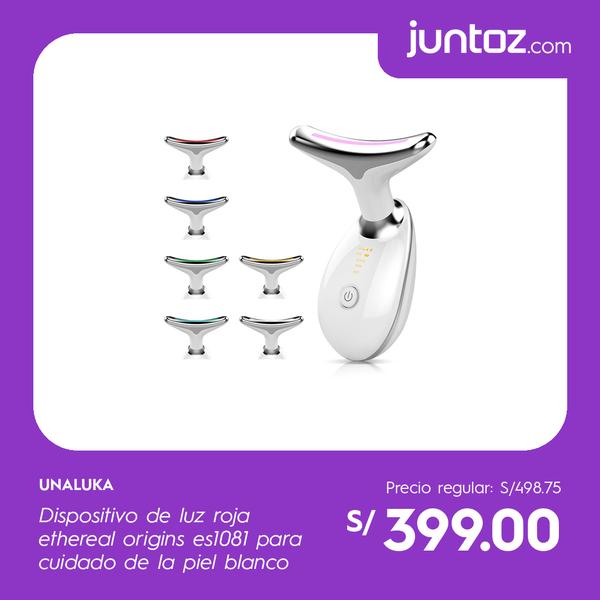 juntoz.com
UNALUKA
Dispositivo de luz roja
ethereal origins es1081 para
cuidado de la piel blanco
Precio regular: S/498.75
S/ 399.00